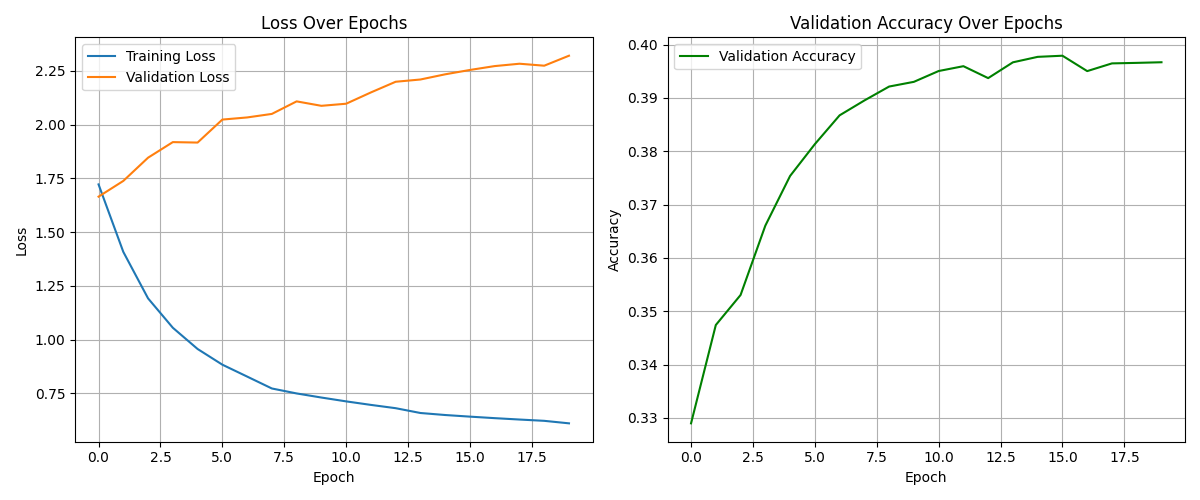 Loss Over Epochs
Training Loss
Validation Loss
2.25
2.00
1.75
1.50
1.25
1.00
0.75
Loss
0.0 2.5 5.0 7.5 10.0 12.5 15.0 17.5
Epoch
Validation Accuracy Over Epochs
Validation Accuracy
0.40
0.39
0.38
0.37
0.36
0.35
0.34
0.33
Accuracy
0.0 2.5 5.0 7.5 10.0 12.5 15.0 17.5
Epoch